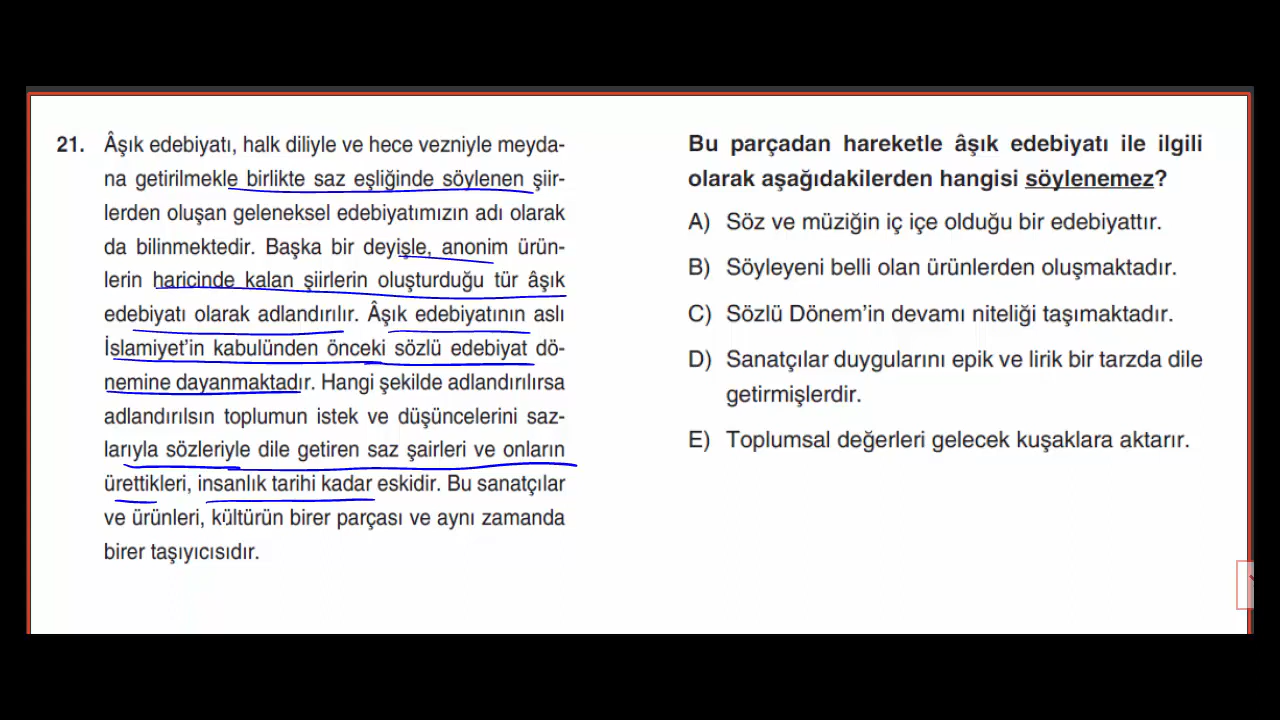 21. Âşık edebiyatı, halk diliyle ve hece vezniyle meyda-
na getirilmekle birlikte saz eşliğinde söylenen şiir-
lerden oluşan geleneksel edebiyatımızın adı olarak
da bilinmektedir. Başka bir deyişle, anonim ürün-
lerin haricinde kalan şiirlerin oluşturduğu tür âşık
edebiyatı olarak adlandırılır. Âşık edebiyatının aslı
İslamiyet'in kabulünden önceki sözlü edebiyat dö-
nemine dayanmaktadır. Hangi şekilde adlandırılırsa
adlandırılsın toplumun istek ve düşüncelerini saz-
larıyla sözleriyle dile getiren saz şairleri ve onların
ürettikleri, insanlık tarihi kadar eskidir. Bu sanatçılar
ve ürünleri, kültürün birer parçası ve aynı zamanda
birer taşıyıcısıdır.
Bu parçadan hareketle âşık edebiyatı ile ilgili
olarak aşağıdakilerden hangisi söylenemez?
A) Söz ve müziğin iç içe olduğu bir edebiyattır.
B) Söyleyeni belli olan ürünlerden oluşmaktadır.
C) Sözlü Dönem'in devamı niteliği taşımaktadır.
D) Sanatçılar duygularını epik ve lirik bir tarzda dile
getirmişlerdir.
E) Toplumsal değerleri gelecek kuşaklara aktarır.